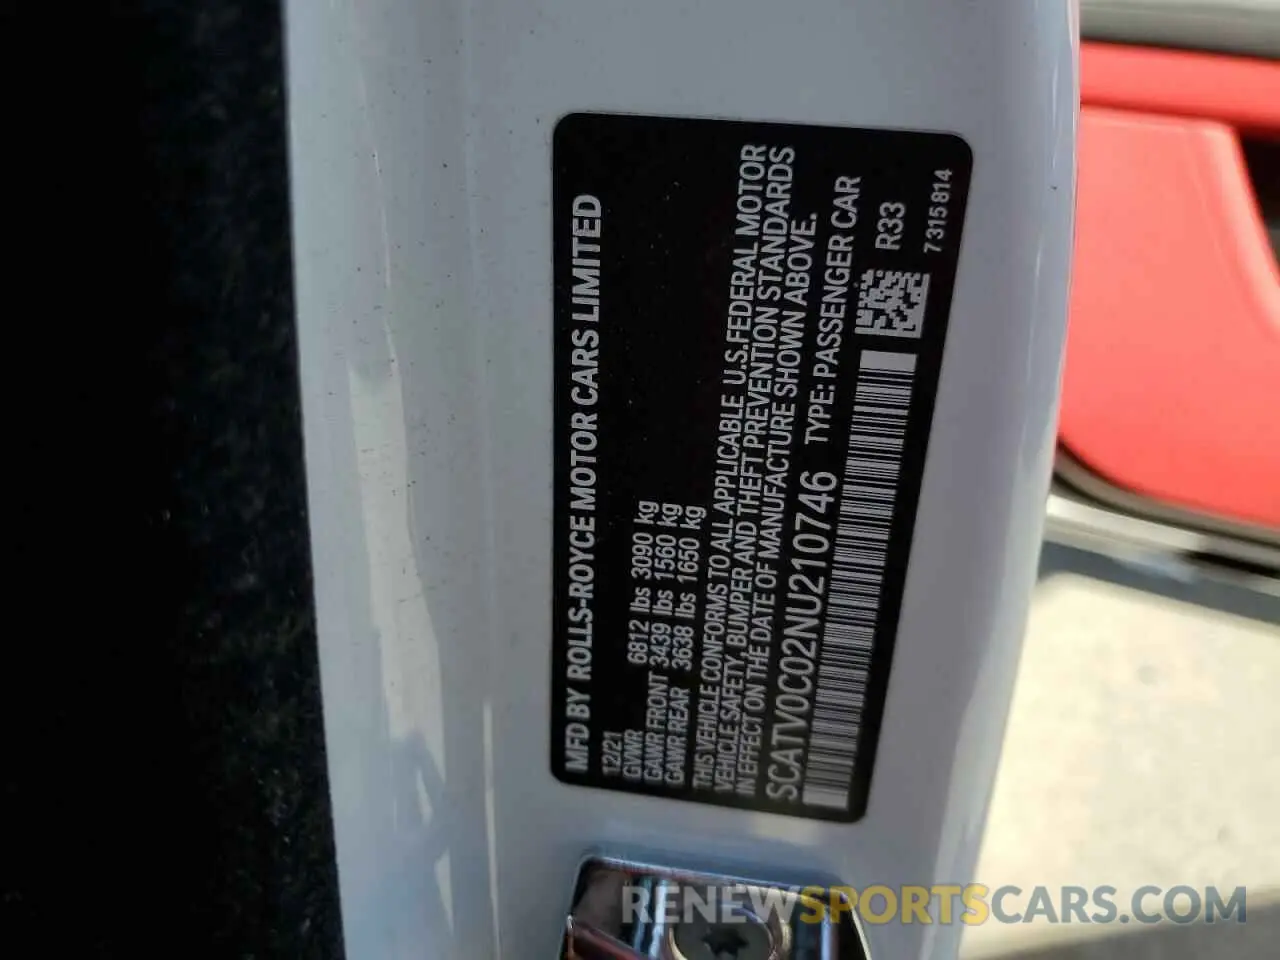 MFD BY ROLLS-ROYCE MOTOR CARS LIMITED
12/21
GVWR 6812 lbs 3090 kg
GAWR FRONT 3439 lbs 1560 kg
GAWR REAR 3638 lbs 1650 kg
THIS VEHICLE CONFORMS TO ALL APPLICABLE U.S.FEDERAL MOTOR
VEHICLE SAFETY, BUMPER AND THEFT PREVENTION STANDARDS
IN EFFECT ON THE DATE OF MANUFACTURE SHOWN ABOVE.
SCATV0C02NU210746 TYPE: PASSENGER CAR
R33
7315814
RENEWSPORTSCARS.COM